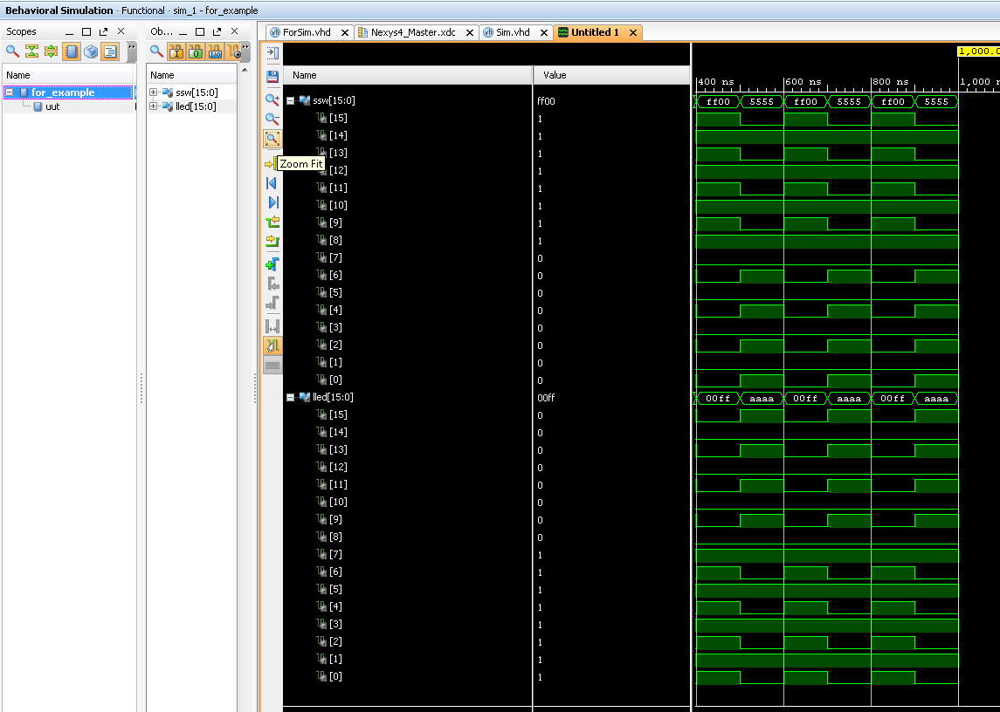 Behavioral Simulation - Functional - sim_1 - for_example
Scopes
Ob...
ForSim.vhd
Nexys4_Master.xdc
Sim.vhd
Untitled 1
Name
for_example
uut
Name
ssw[15:0]
lled[15:0]
Zoom Fit
Name Value
1,000.0
400 ns 600 ns 800 ns 1,000 n
ssw[15:0] ff00 ff00 5555 ff00 5555 ff00 5555
[15] 1
[14] 1
[13] 1
[12] 1
[11] 1
[10] 1
[9] 1
[8] 1
[7] 0
[6] 0
[5] 0
[4] 0
[3] 0
[2] 0
[1] 0
[0] 0
lled[15:0] 00ff 00ff aaaa 00ff aaaa 00ff aaaa
[15] 0
[14] 0
[13] 0
[12] 0
[11] 0
[10] 0
[9] 0
[8] 0
[7] 1
[6] 1
[5] 1
[4] 1
[3] 1
[2] 1
[1] 1
[0] 1